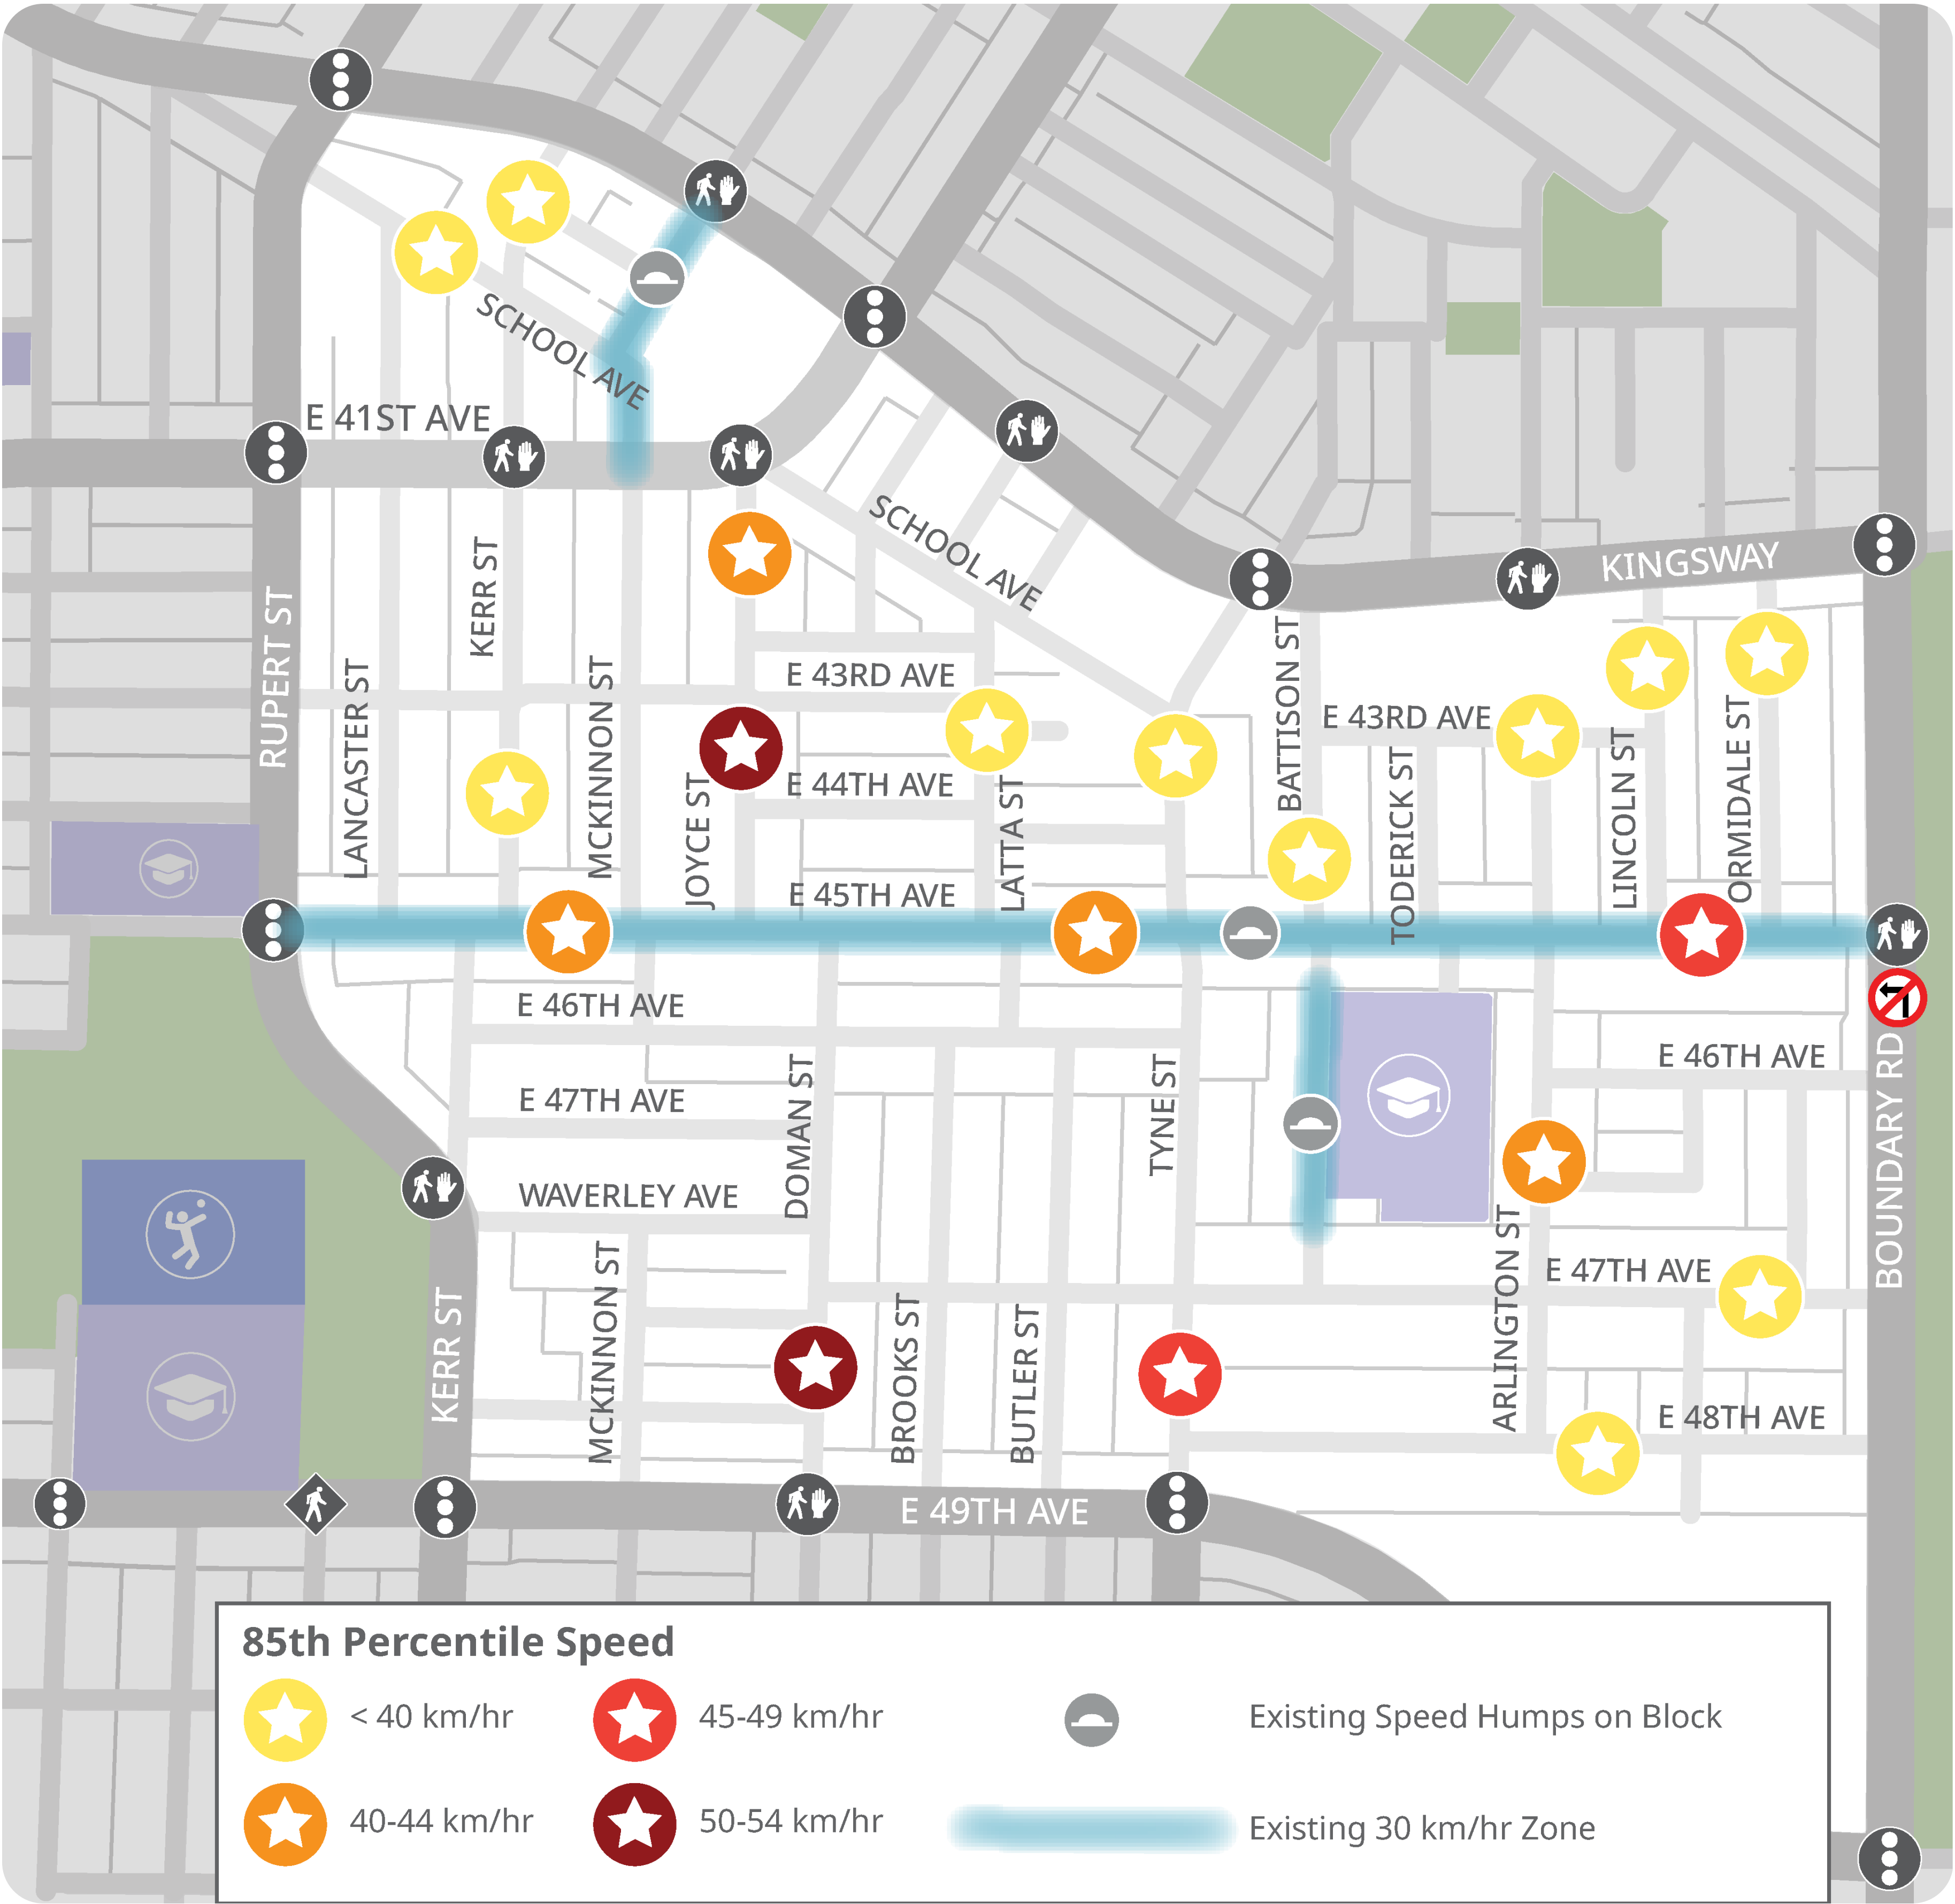 SCHOOL AVE
E 41ST AVE
SCHOOL AVE
KINGSWAY
RUPERT ST
LANCASTER ST
KERR ST
MCKINNON ST
JOYCE ST
E 43RD AVE
E 44TH AVE
E 45TH AVE
LATTA ST
BATTISON ST
E 43RD AVE
TODERICK ST
LINCOLN ST
ORMIDALE ST
E 46TH AVE
E 47TH AVE
WAVERLEY AVE
DOMAN ST
TYNE ST
E 46TH AVE
BOUNDARY RD
KERR ST
MCKINNON ST
BROOKS ST
BUTLER ST
ARLINGTON ST
E 47TH AVE
E 48TH AVE
E 49TH AVE
85th Percentile Speed
< 40 km/hr
45-49 km/hr
Existing Speed Humps on Block
40-44 km/hr
50-54 km/hr
Existing 30 km/hr Zone